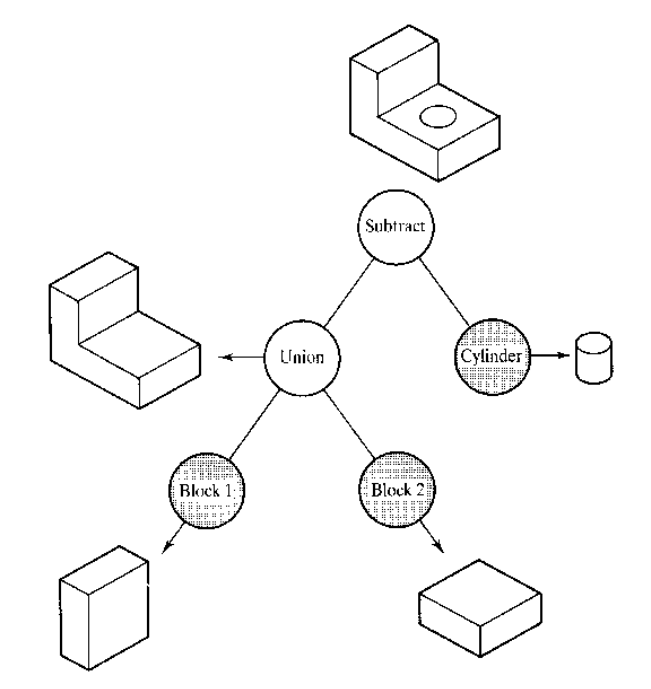 Subtract
Union
Cylinder
Block 1
Block 2